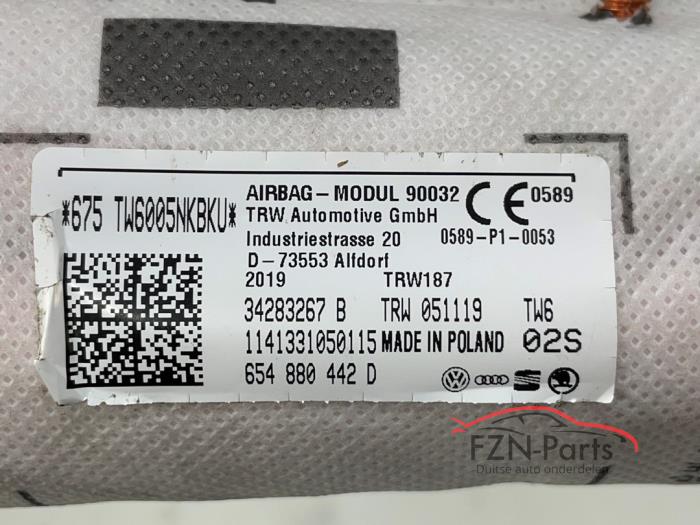 *675 TW6005NKBKU*
AIRBAG-MODUL 90032 CE 0589
TRW Automotive GmbH
Industriestrasse 20 0589-P1-0053
D-73553 Alfdorf
2019 TRW187
34283267 B TRW 051119 TW6
1141331050115 MADE IN POLAND 02S
654 880 442 D
FZN-Parts
Duitse auto onderdelen